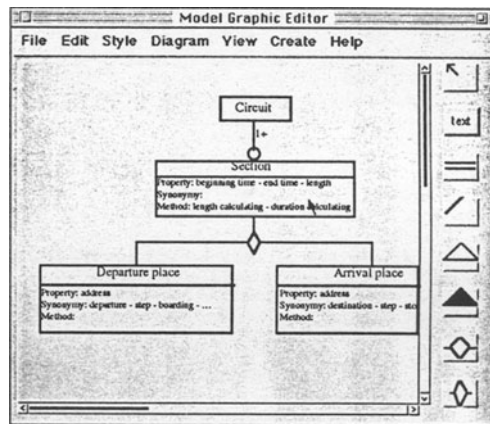 Model Graphic Editor
File Edit Style Diagram View Create Help
Circuit
1+
Section
Property: beginning time - end time - length
Synonymy:
Method: length calculating - duration calculating
Departure place
Property: address
Synonymy: departure - step - boarding - ...
Method:
Arrival place
Property: address
Synonymy: destination - step - sto
Method:
text